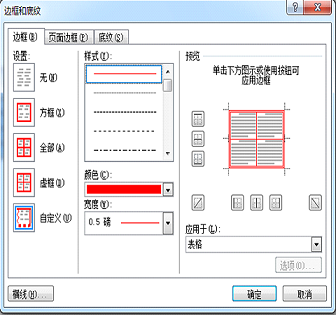 边框和底纹
边框(B) 页面边框(P) 底纹(S)
设置:
无(N)
方框(X)
全部(A)
虚框(D)
自定义(U)
样式(Y):
颜色(C):
宽度(W):
0.5 磅
预览
单击下方图示或使用按钮可
应用边框
应用于(L):
表格
选项(O)...
横线(H)...
确定
取消